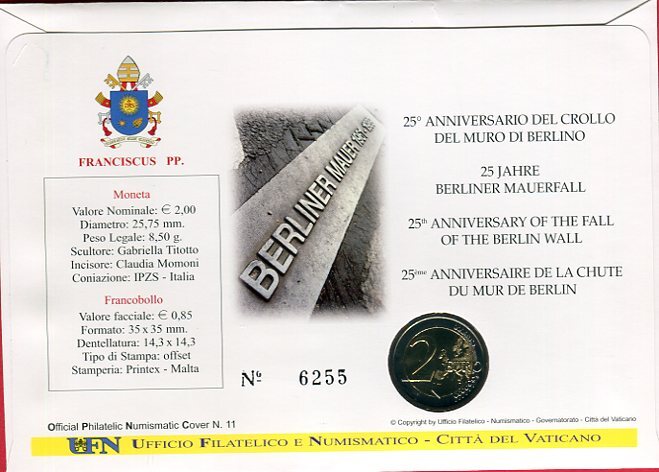 FRANCISCUS PP.
Moneta
Valore Nominale: € 2,00
Diametro: 25,75 mm.
Peso Legale: 8,50 g.
Scultore: Gabriella Titotto
Incisore: Claudia Momoni
Coniazione: IPZS - Italia
Francobollo
Valore facciale: € 0,85
Formato: 35 x 35 mm.
Dentellatura: 14,3 x 14,3
Tipo di Stampa: offset
Stamperia: Printex - Malta
BERLINER MAUER 1961-1989
25° ANNIVERSARIO DEL CROLLO
DEL MURO DI BERLINO
25 JAHRE
BERLINER MAUERFALL
25th ANNIVERSARY OF THE FALL
OF THE BERLIN WALL
25ème ANNIVERSAIRE DE LA CHUTE
DU MUR DE BERLIN
2 EURO
№ 6255
Official Philatelic Numismatic Cover N. 11
© Copyright by Ufficio Filatelico - Numismatico - Governatorato - Città del Vaticano
UFN UFFICIO FILATELICO E NUMISMATICO - CITTÀ DEL VATICANO